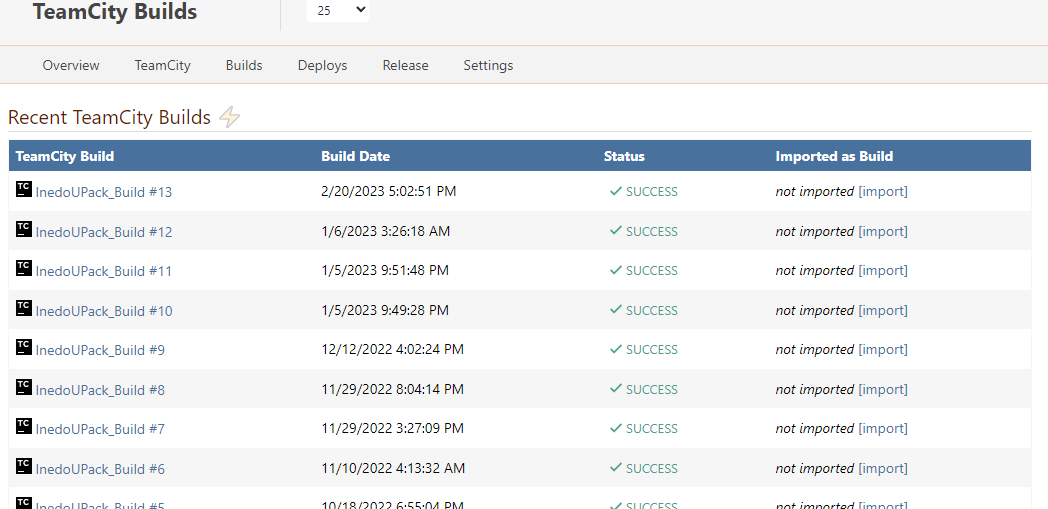 TeamCity Builds 25
Overview TeamCity Builds Deploys Release Settings
Recent TeamCity Builds
TeamCity Build Build Date Status Imported as Build
TC InedoUPack_Build #13 2/20/2023 5:02:51 PM SUCCESS not imported [import]
TC InedoUPack_Build #12 1/6/2023 3:26:18 AM SUCCESS not imported [import]
TC InedoUPack_Build #11 1/5/2023 9:51:48 PM SUCCESS not imported [import]
TC InedoUPack_Build #10 1/5/2023 9:49:28 PM SUCCESS not imported [import]
TC InedoUPack_Build #9 12/12/2022 4:02:24 PM SUCCESS not imported [import]
TC InedoUPack_Build #8 11/29/2022 8:04:14 PM SUCCESS not imported [import]
TC InedoUPack_Build #7 11/29/2022 3:27:09 PM SUCCESS not imported [import]
TC InedoUPack_Build #6 11/10/2022 4:13:32 AM SUCCESS not imported [import]
TC InedoUPack_Build #5 10/18/2022 6:55:04 PM SUCCESS not imported [import]